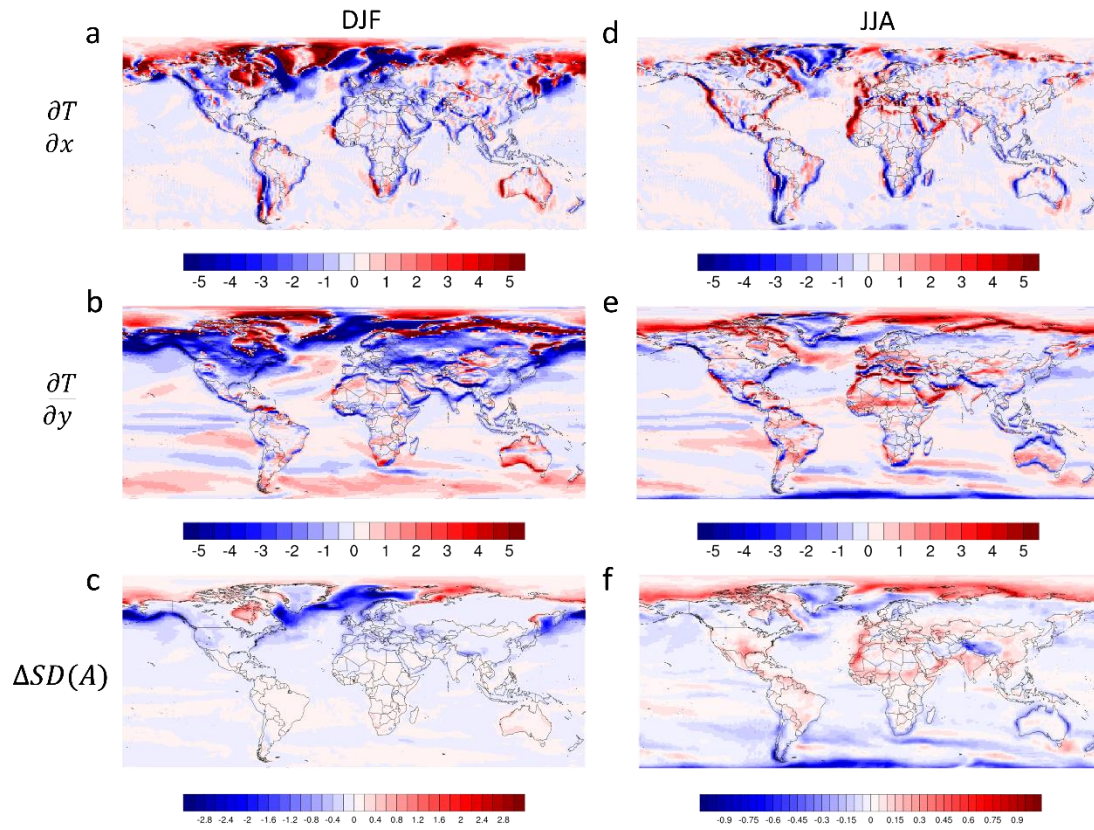 DJF
JJA
a
d
∂T
∂x
-5 -4 -3 -2 -1 0 1 2 3 4 5
-5 -4 -3 -2 -1 0 1 2 3 4 5
b
e
∂T
∂y
-5 -4 -3 -2 -1 0 1 2 3 4 5
-5 -4 -3 -2 -1 0 1 2 3 4 5
c
f
ΔSD(A)
-2.8 -2.4 -2 -1.6 -1.2 -0.8 -0.4 0 0.4 0.8 1.2 1.6 2 2.4 2.8
-0.9 -0.75 -0.6 -0.45 -0.3 -0.15 0 0.15 0.3 0.45 0.6 0.75 0.9